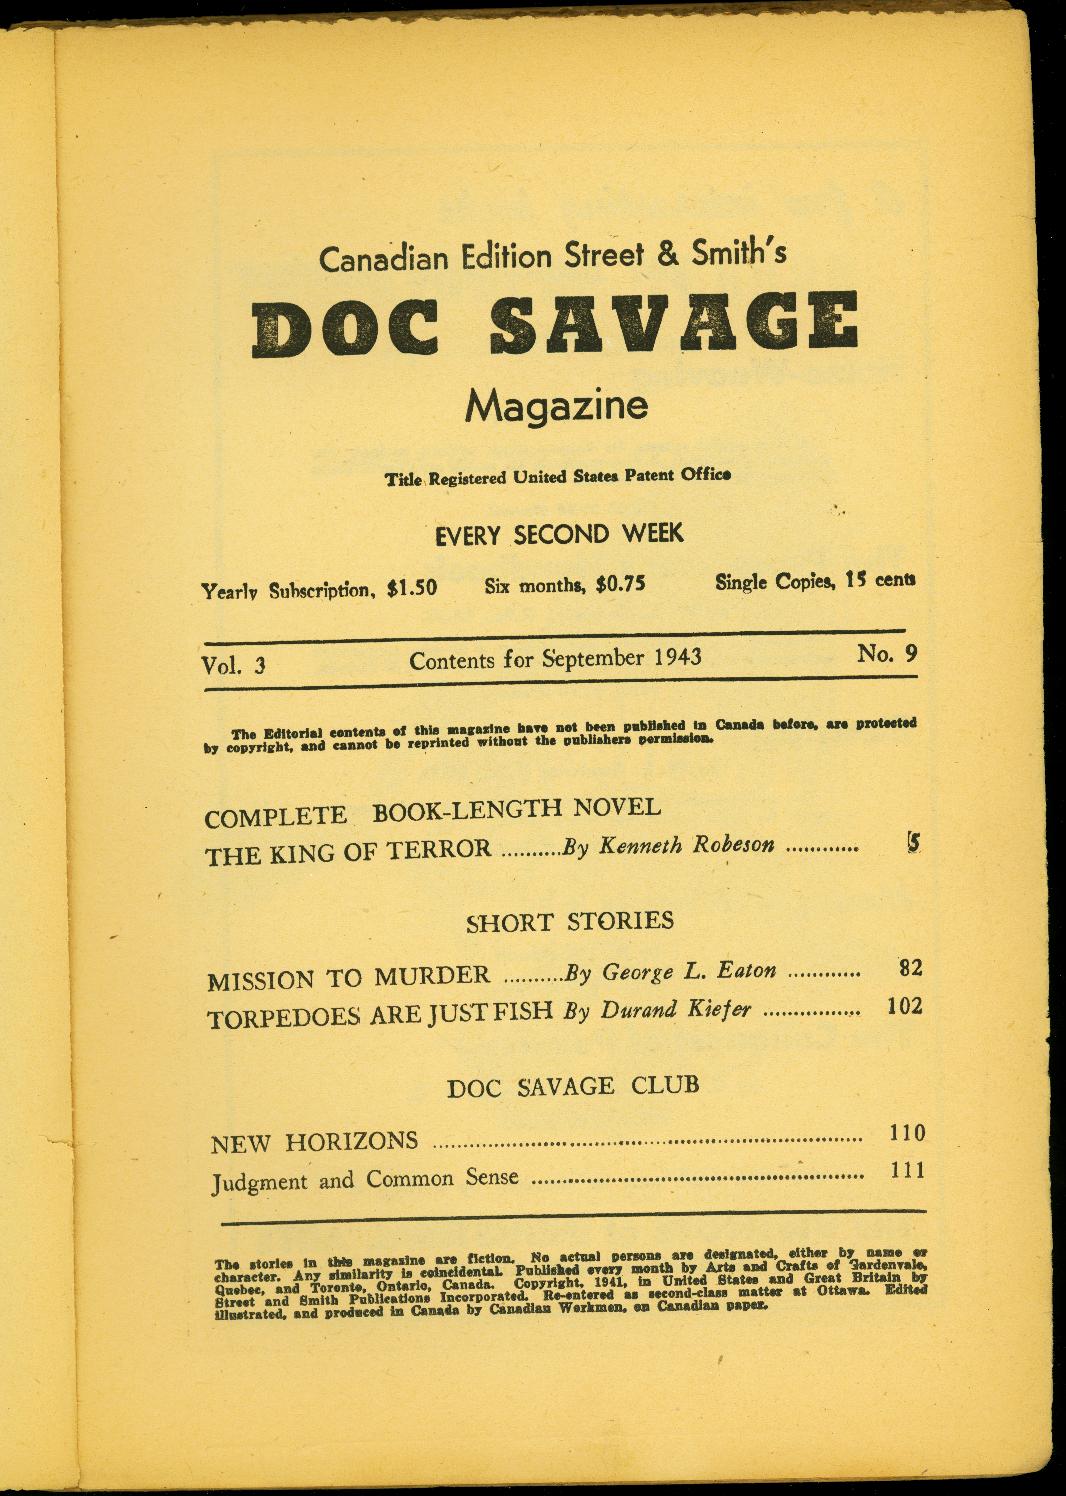 Canadian Edition Street & Smith's
DOC SAVAGE
Magazine
Title Registered United States Patent Office
EVERY SECOND WEEK
Yearly Subscription, $1.50 Six months, $0.75 Single Copies, 15 cents
Vol. 3 Contents for September 1943 No. 9
The Editorial contents of this magazine have not been published in Canada before, are protected
by copyright, and cannot be reprinted without the publishers permission.
COMPLETE BOOK-LENGTH NOVEL
THE KING OF TERROR ..........By Kenneth Robeson ............ 5
SHORT STORIES
MISSION TO MURDER ..........By George L. Eaton ............ 82
TORPEDOES ARE JUST FISH By Durand Kiefer ................ 102
DOC SAVAGE CLUB
NEW HORIZONS ........................................................................ 110
Judgment and Common Sense ........................................................ 111
The stories in this magazine are fiction. No actual persons are designated, either by name or
character. Any similarity is coincidental. Published every month by Arts and Crafts of Gardenvale,
Quebec, and Toronto, Ontario, Canada. Copyright, 1941, in United States and Great Britain by
Street and Smith Publications Incorporated. Re-entered as second-class matter at Ottawa. Edited
illustrated, and produced in Canada by Canadian Workmen, on Canadian paper.